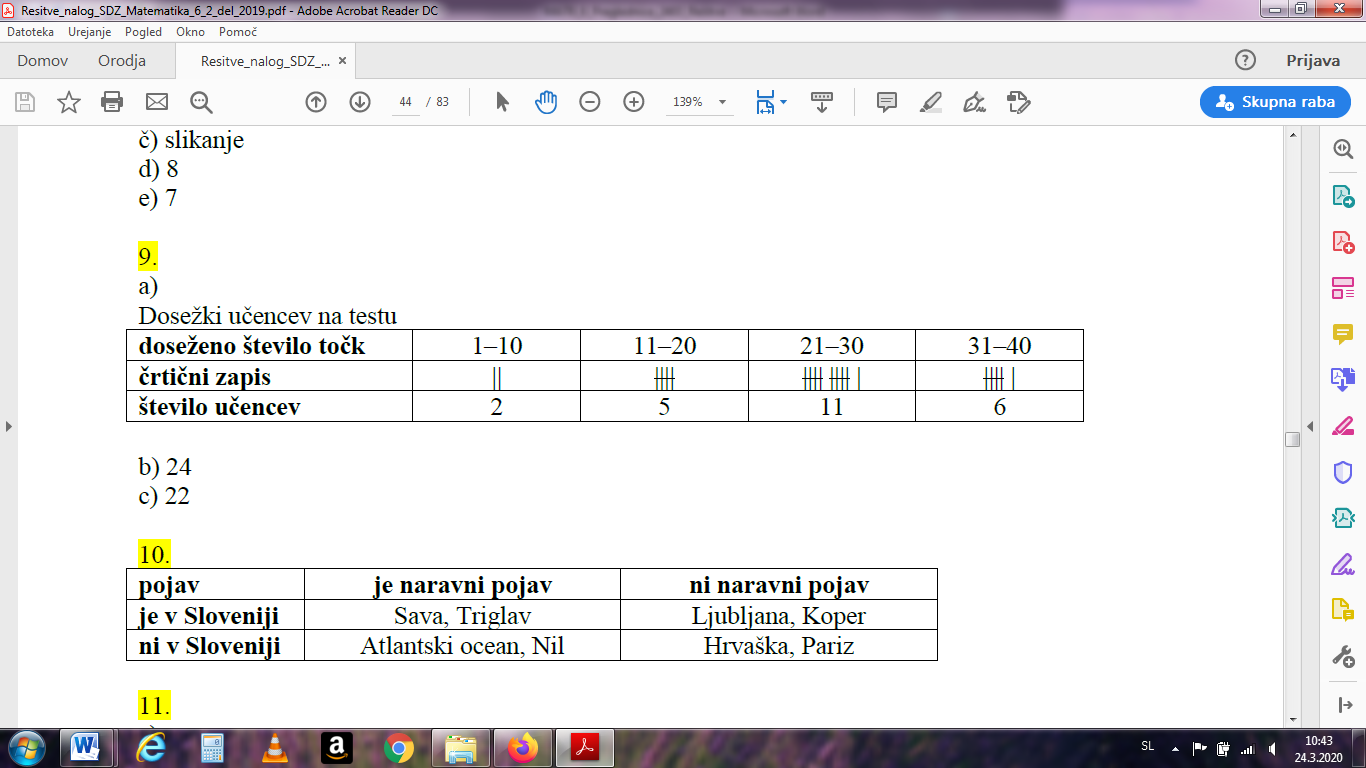 Resitve_nalog_SDZ_Matematika_6_2_del_2019.pdf - Adobe Acrobat Reader DC
Datoteka Urejanje Pogled Okno Pomoč
Domov Orodja Resitve_nalog_SDZ_... × Prijava
44 / 83 139% Skupna raba
č) slikanje
d) 8
e) 7
9.
a)
Dosežki učencev na testu
doseženo število točk 1–10 11–20 21–30 31–40
črtični zapis
število učencev 2 5 11 6
b) 24
c) 22
10.
pojav je naravni pojav ni naravni pojav
je v Sloveniji Sava, Triglav Ljubljana, Koper
ni v Sloveniji Atlantski ocean, Nil Hrvaška, Pariz
11.
SL 10:43
24.3.2020